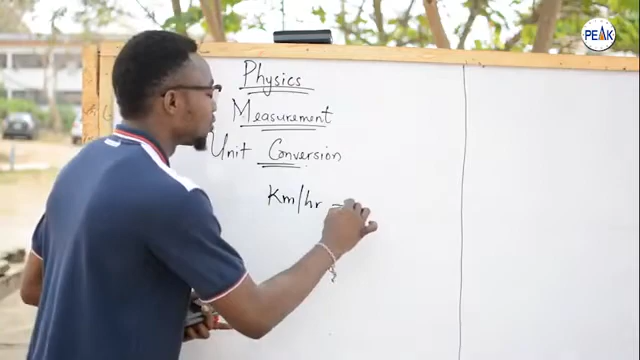 PEAK
Physics
Measurement
Unit Conversion
Km/hr